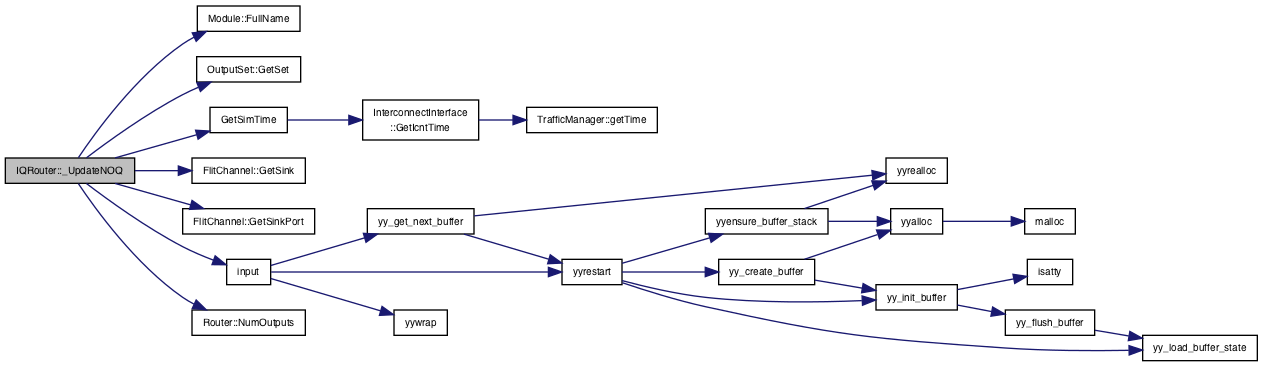 Module::FullName
OutputSet::GetSet
GetSimTime
InterconnectInterface
::GetIcntTime
TrafficManager::getTime
IQRouter::_UpdateNOQ
FlitChannel::GetSink
FlitChannel::GetSinkPort
input
Router::NumOutputs
yy_get_next_buffer
yyrestart
yywrap
yyensure_buffer_stack
yy_create_buffer
yyrealloc
yyalloc
yy_init_buffer
malloc
isatty
yy_flush_buffer
yy_load_buffer_state